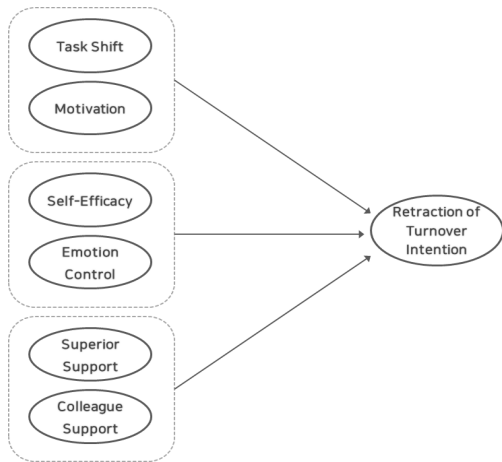 Task Shift
Motivation
Self-Efficacy
Emotion
Control
Superior
Support
Colleague
Support
Retraction of
Turnover
Intention